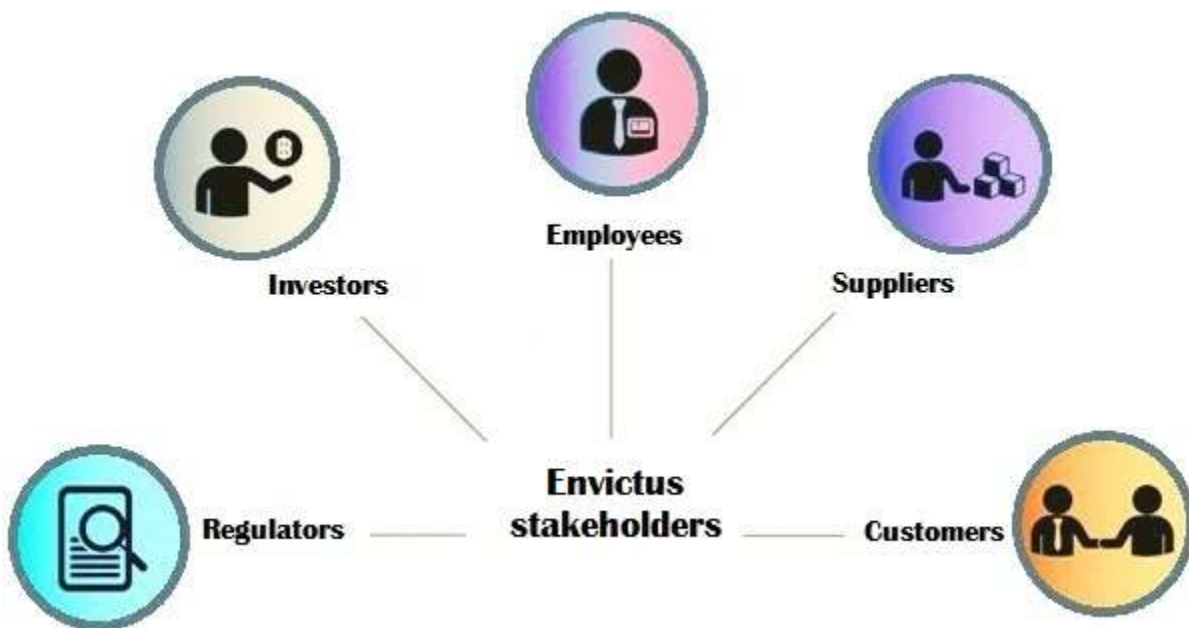 Employees
Investors
Suppliers
Envictus
stakeholders
Regulators
Customers